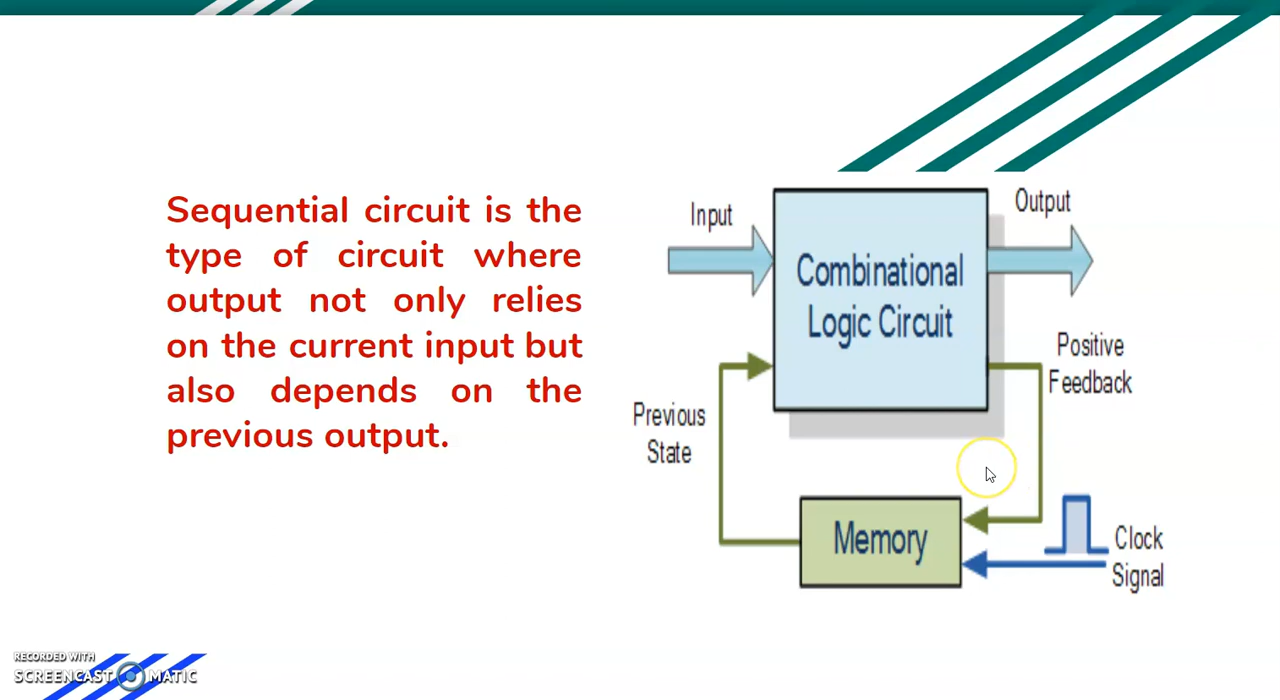 Sequential circuit is the
type of circuit where
output not only relies
on the current input but
also depends on the
previous output.
Input
Output
Combinational
Logic Circuit
Positive
Feedback
Previous
State
Memory
Clock
Signal
RECORDED WITH
SCREENCAST MATIC